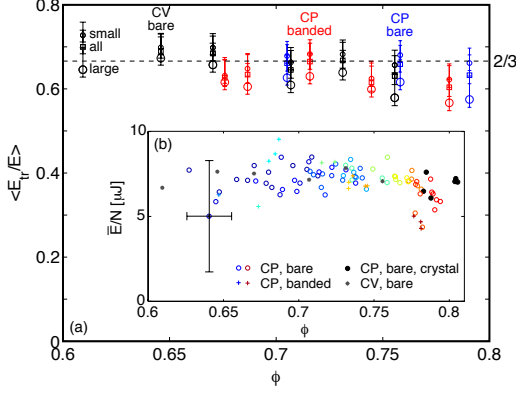 0.8
0.6
0.4
0.2
0
<E_tr/E>
small
all
large
CV
bare
CP
banded
CP
bare
2/3
(b)
10
5
0
E̅/N [μJ]
CP, bare
CP, banded
CP, bare, crystal
CV, bare
0.6
0.65
0.7
0.75
0.8
ϕ
(a)
0.6
0.65
0.7
0.75
0.8
ϕ